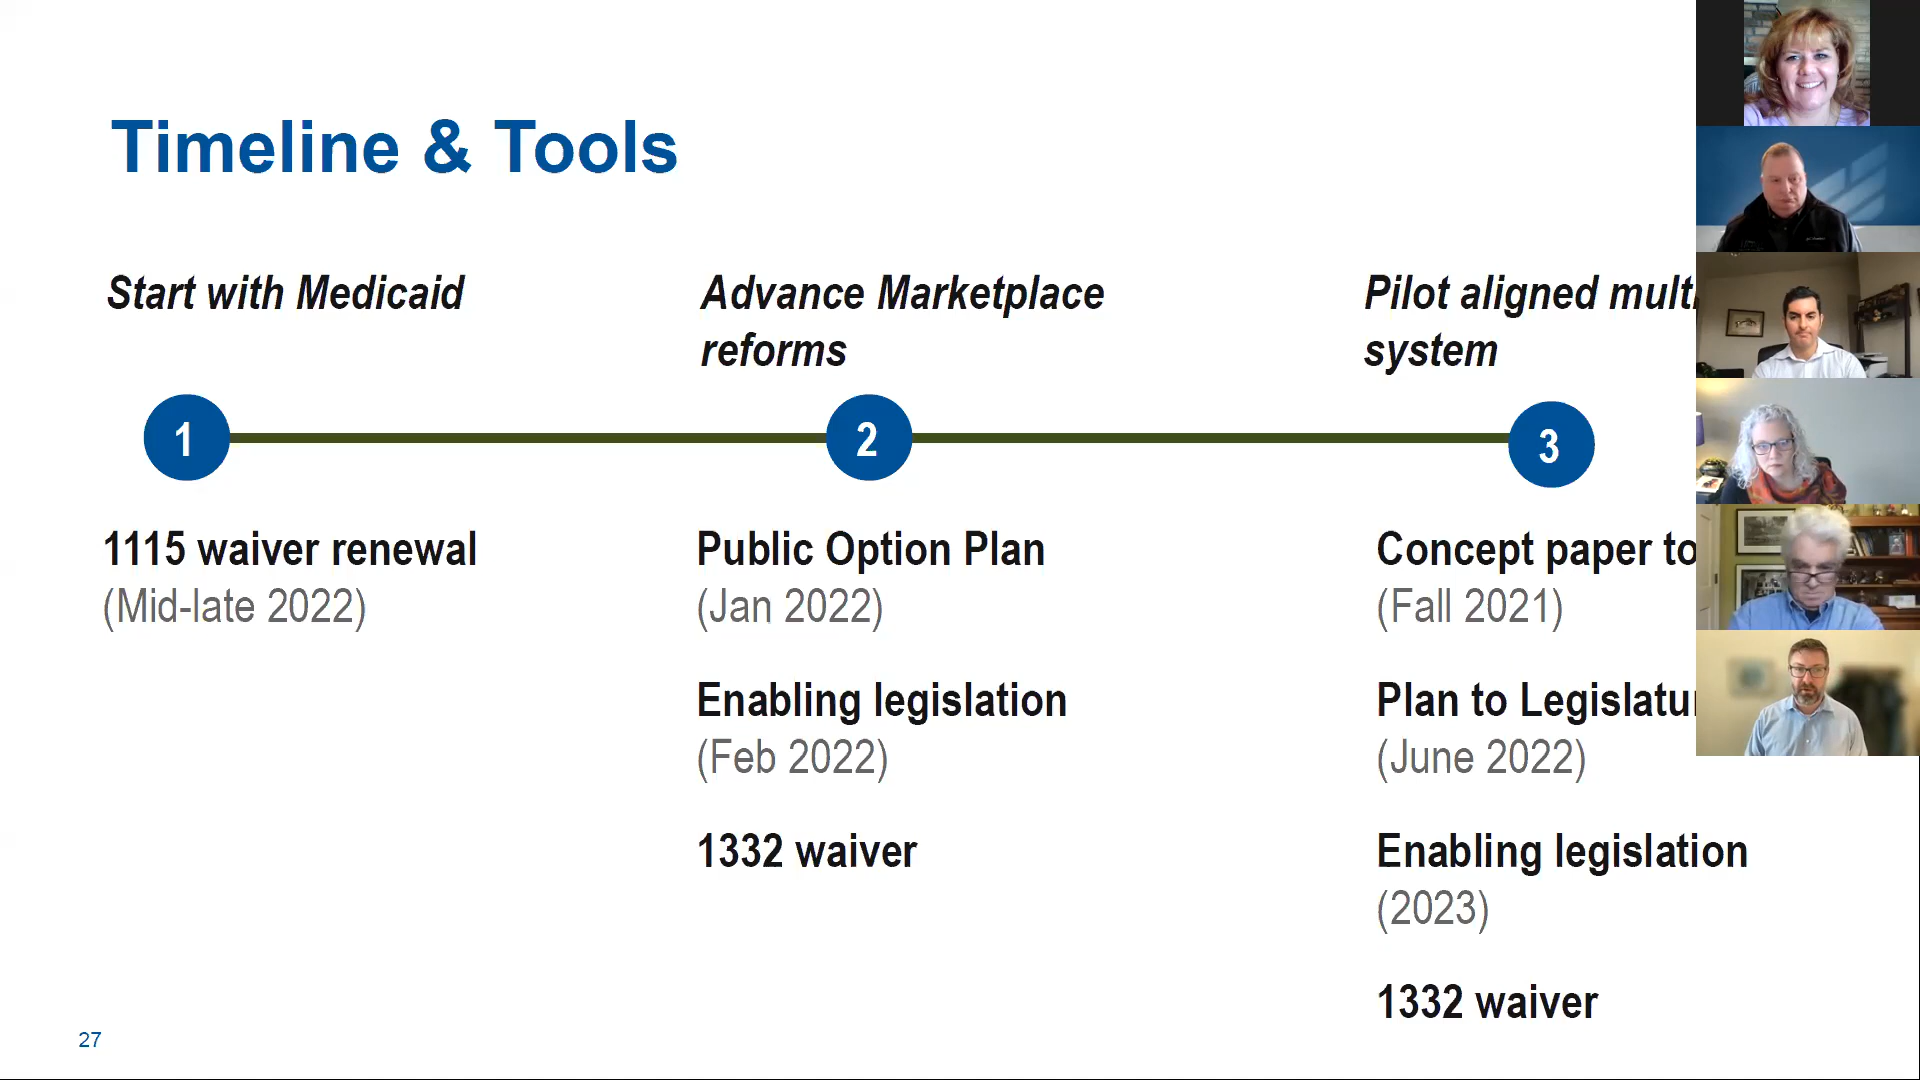 Timeline & Tools
Start with Medicaid
Advance Marketplace
reforms
Pilot aligned
system
1
2
3
1115 waiver renewal
(Mid-late 2022)
Public Option Plan
(Jan 2022)
Enabling legislation
(Feb 2022)
1332 waiver
Concept paper to
(Fall 2021)
Plan to
(June 2022)
Enabling legislation
(2023)
1332 waiver
27